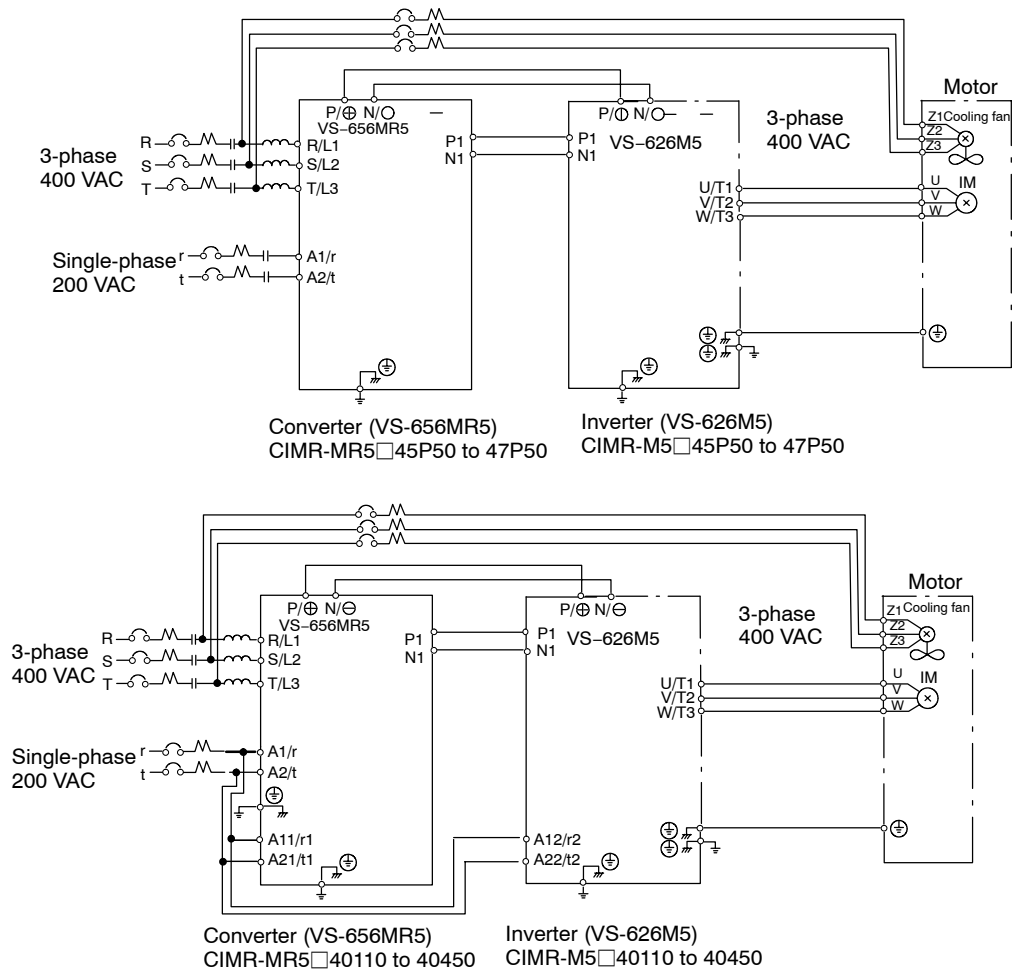 Motor
P/⊕ N/○ –
VS–656MR5
P/⊕ N/○–
VS–626M5
3-phase
400 VAC
Z1 Cooling fan
Z2
Z3
3-phase
400 VAC
R
S
T
R/L1
S/L2
T/L3
P1
N1
P1
N1
U/T1
V/T2
W/T3
U
V
W
IM
Single-phase
200 VAC
r
t
A1/r
A2/t
Converter (VS-656MR5)
CIMR-MR5□45P50 to 47P50
Inverter (VS-626M5)
CIMR-M5□45P50 to 47P50
Motor
P/⊕ N/⊖
VS–656MR5
P/⊕ N/⊖
VS–626M5
3-phase
400 VAC
Z1 Cooling fan
Z2
Z3
3-phase
400 VAC
R
S
T
R/L1
S/L2
T/L3
P1
N1
P1
N1
U/T1
V/T2
W/T3
U
V
W
IM
Single-phase
200 VAC
r
t
A1/r
A2/t
A11/r1
A21/t1
A12/r2
A22/t2
Converter (VS-656MR5)
CIMR-MR5□40110 to 40450
Inverter (VS-626M5)
CIMR-M5□40110 to 40450